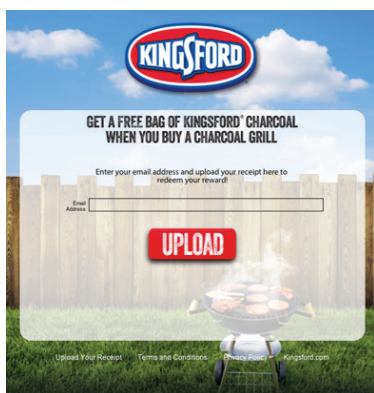 KINGSFORD
GET A FREE BAG OF KINGSFORD® CHARCOAL
WHEN YOU BUY A CHARCOAL GRILL
Enter your email address and upload your receipt here to
redeem your reward!
Email
Address
UPLOAD
Upload Your Receipt Terms and Conditions Privacy Policy Kingsford.com